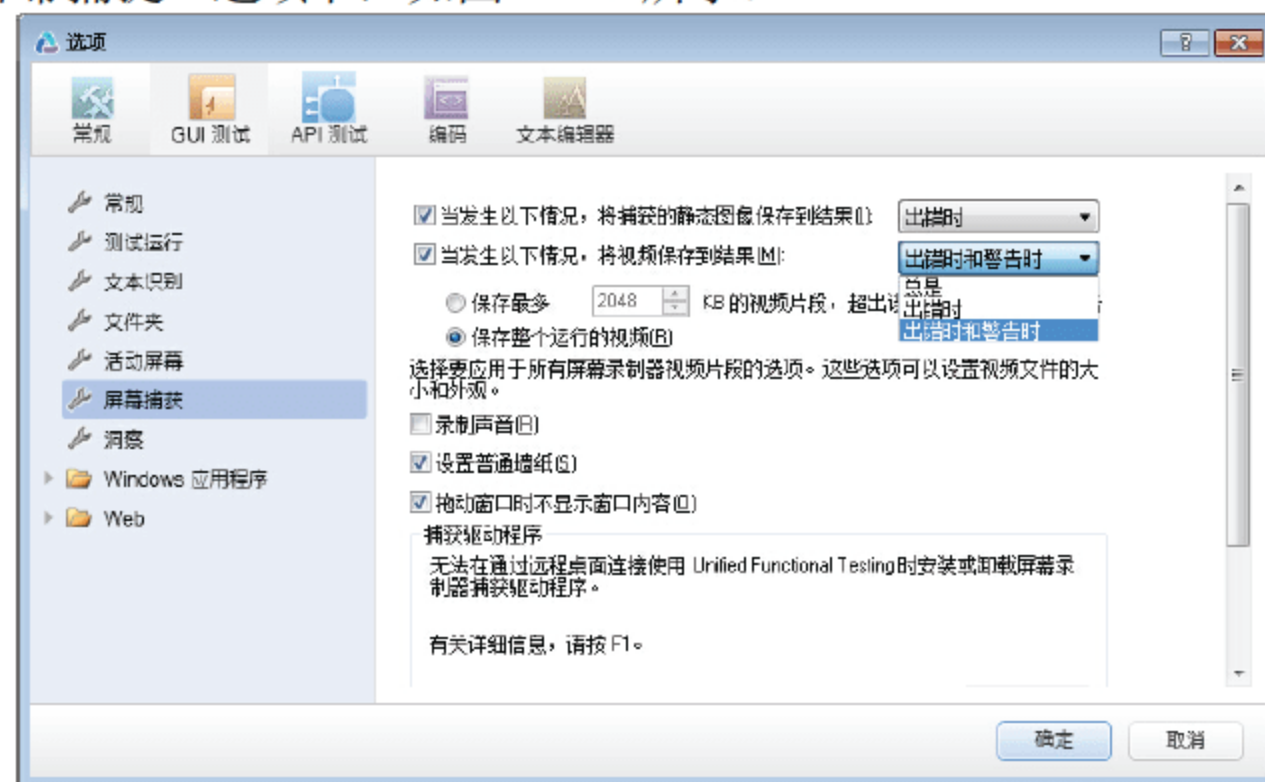 选项
常规
GUI 测试
API 测试
编码
文本编辑器
常规
测试运行
文本识别
文件夹
活动屏幕
屏幕捕获
洞察
Windows 应用程序
Web
当发生以下情况,将捕获的静态图像保存到结果(I): 出错时
当发生以下情况,将视频保存到结果(M): 出错时和警告时
总是
出错时
出错时和警告时
保存最多 2048 KB 的视频片段,超出
保存整个运行的视频(R)
选择要应用于所有屏幕录制器视频片段的选项。这些选项可以设置视频文件的大
小和外观。
录制声音(R)
设置普通墙纸(S)
拖动窗口时不显示窗口内容(O)
捕获驱动程序
无法在通过远程桌面连接使用 Unified Functional Testing时安装或卸载屏幕录
制器捕获驱动程序。
有关详细信息,请按 F1。
确定
取消